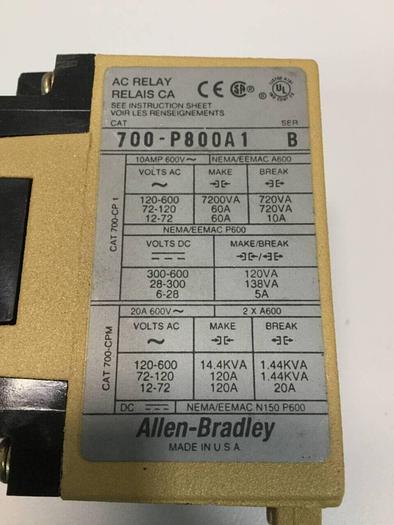 AC RELAY
RELAIS CA
CE SA UL
SEE INSTRUCTION SHEET
VOIR LES RENSEIGNEMENTS
CAT SER
700-P800A1 B
10AMP 600V~ NEMA/EEMAC A600
VOLTS AC MAKE BREAK
~
120-600 7200VA 720VA
72-120 60A 720VA
12-72 60A 10A
CAT 700-CP1
NEMA/EEMAC P600
VOLTS DC MAKE/BREAK
300-600 120VA
28-300 138VA
6-28 5A
20A 600V~ 2 X A600
VOLTS AC MAKE BREAK
~
120-600 14.4KVA 1.44KVA
72-120 120A 1.44KVA
12-72 120A 20A
CAT 700-CPM
DC NEMA/EEMAC N150 P600
Allen-Bradley
MADE IN U S A